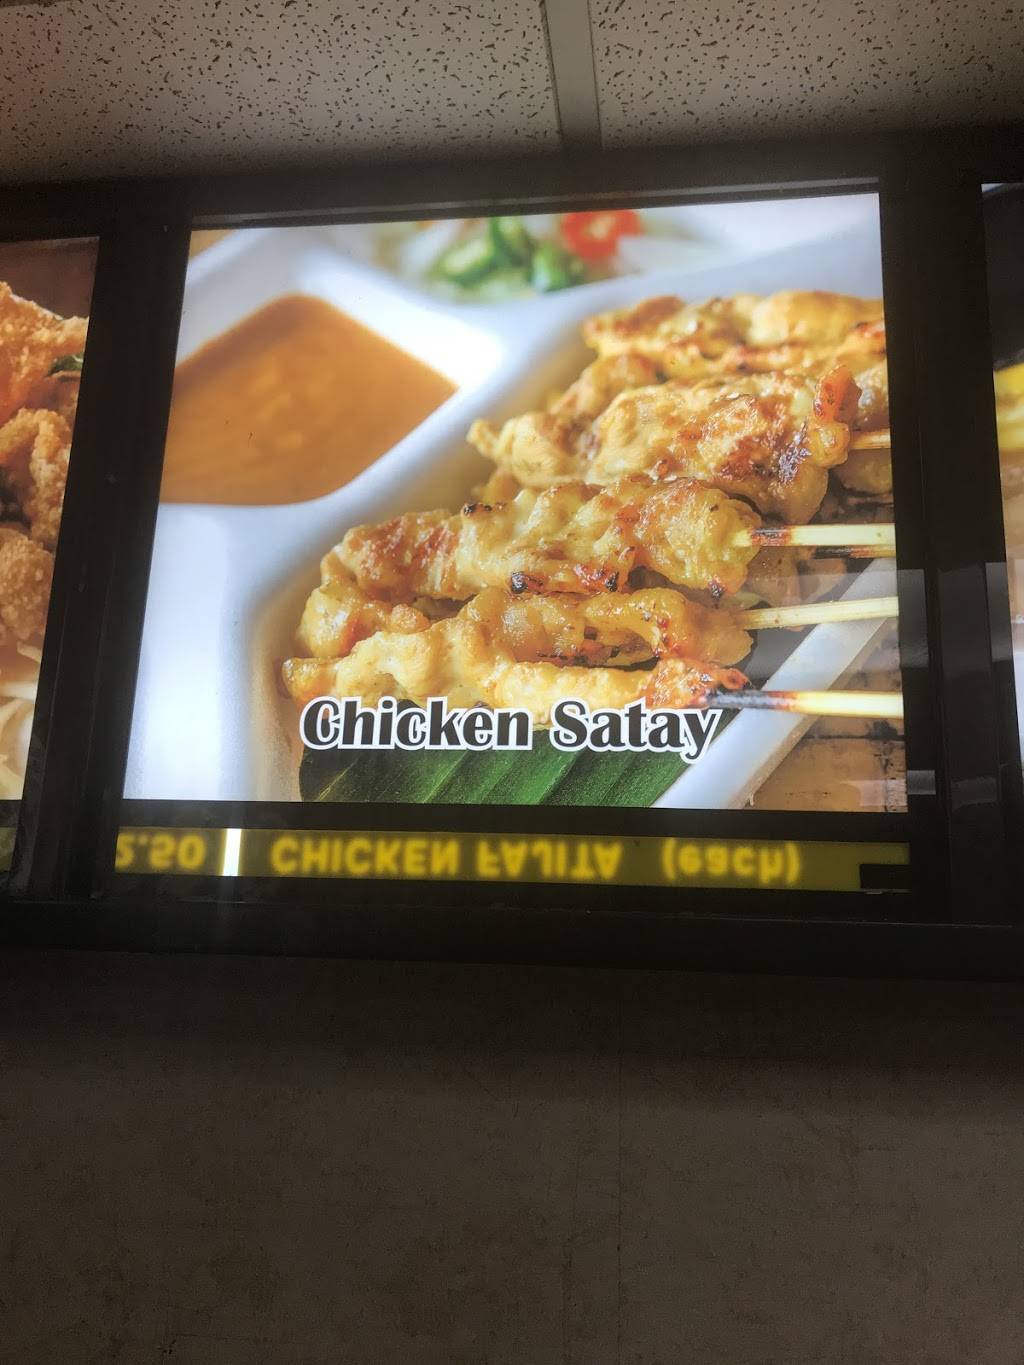 Chicken Satay
2.50 CHICKEN FAJITA (each)